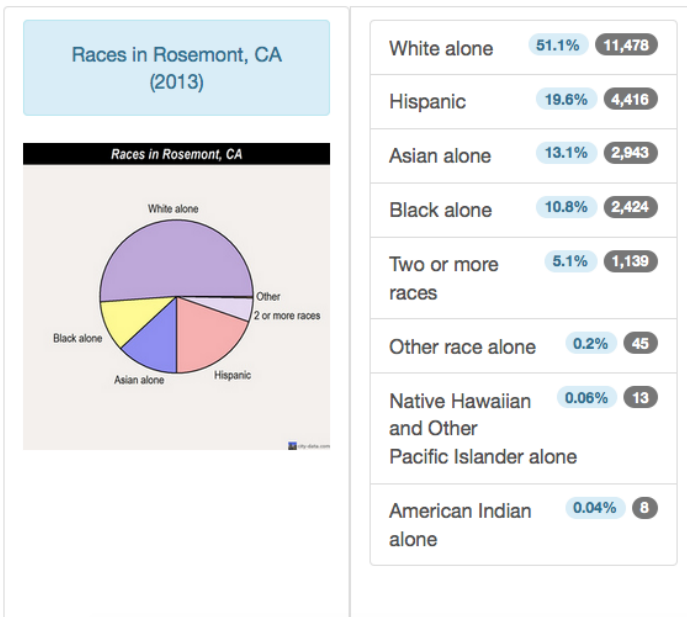 Races in Rosemont, CA
(2013)
Races in Rosemont, CA
White alone
Other
2 or more races
Black alone
Asian alone
Hispanic
city-data.com
White alone 51.1% 11,478
Hispanic 19.6% 4,416
Asian alone 13.1% 2,943
Black alone 10.8% 2,424
Two or more 5.1% 1,139
races
Other race alone 0.2% 45
Native Hawaiian 0.06% 13
and Other
Pacific Islander alone
American Indian 0.04% 8
alone